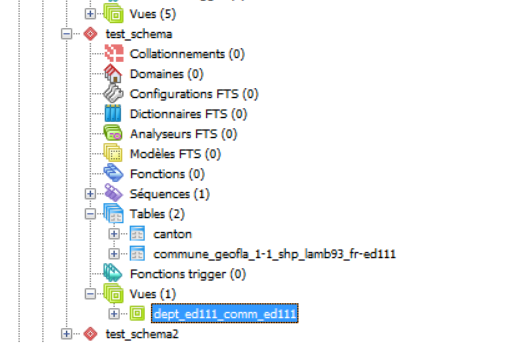 Vues (5)
test_schema
Collationnements (0)
Domaines (0)
Configurations FTS (0)
Dictionnaires FTS (0)
Analyseurs FTS (0)
Modèles FTS (0)
Fonctions (0)
Séquences (1)
Tables (2)
canton
commune_geofla_1-1_shp_lamb93_fr-ed111
Fonctions trigger (0)
Vues (1)
dept_ed111_comm_ed111
test_schema2